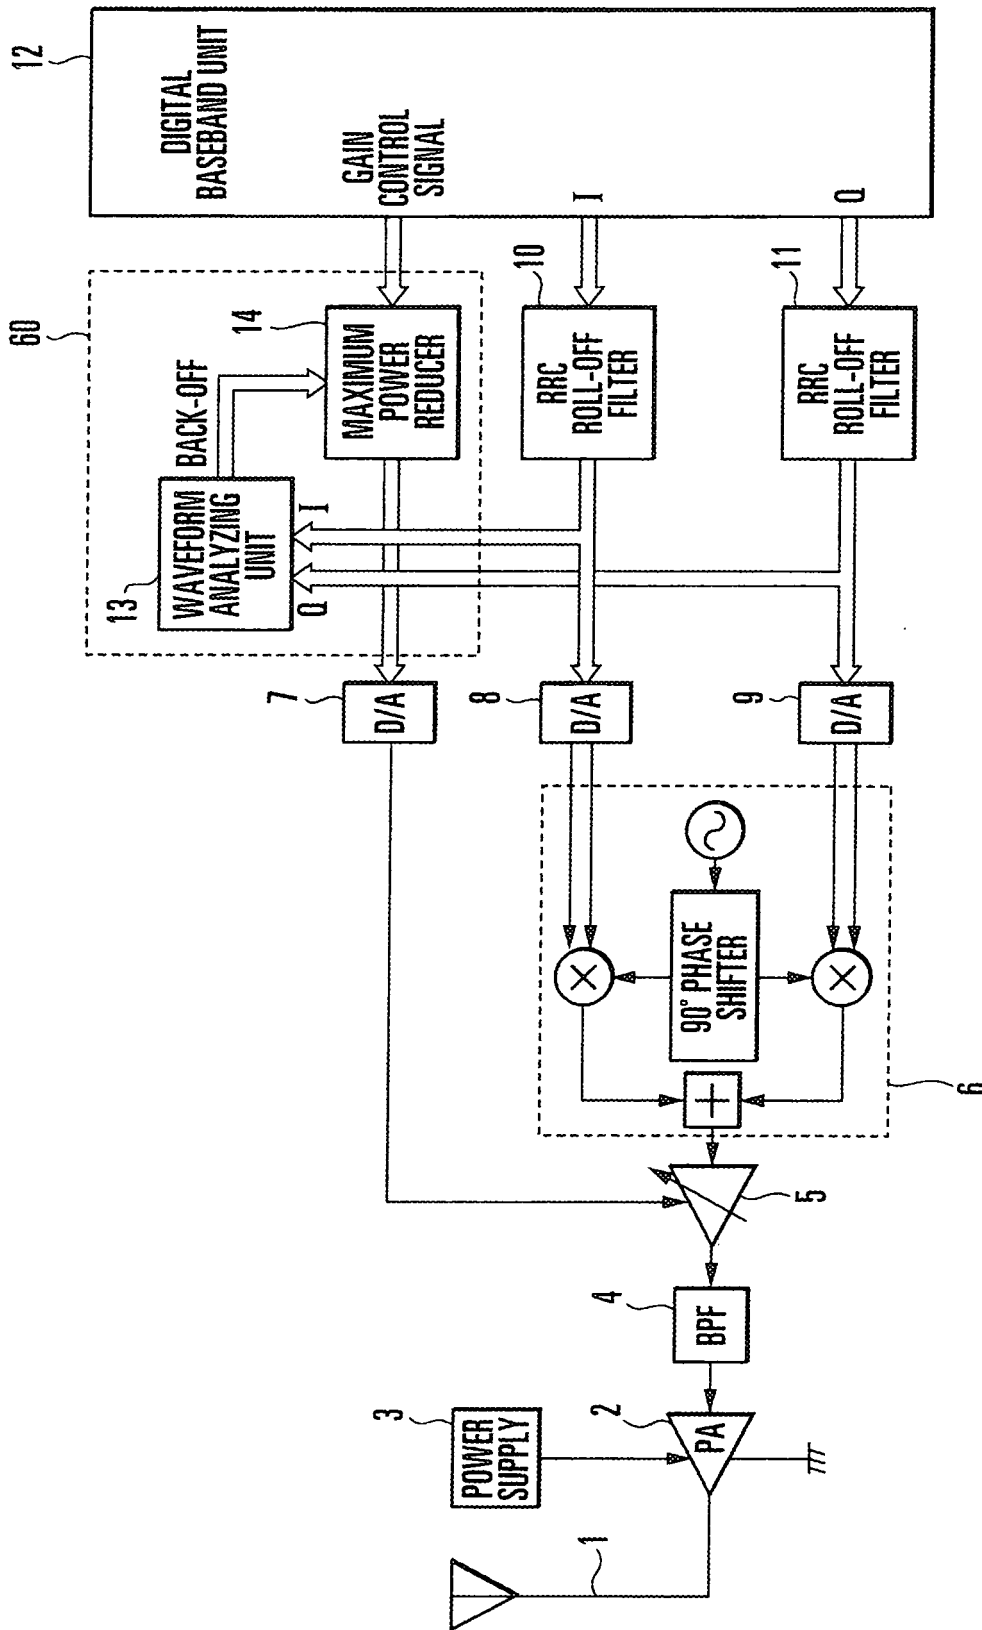 12
DIGITAL
BASEBAND UNIT
GAIN
CONTROL
SIGNAL
I
Q
60
BACK-OFF
14
MAXIMUM
POWER
REDUCER
10
RRC
ROLL-OFF
FILTER
11
RRC
ROLL-OFF
FILTER
13
WAVEFORM
ANALYZING
UNIT
I
Q
7
D/A
8
D/A
9
D/A
90° PHASE
SHIFTER
6
5
4
BPF
3
POWER
SUPPLY
2
PA
1